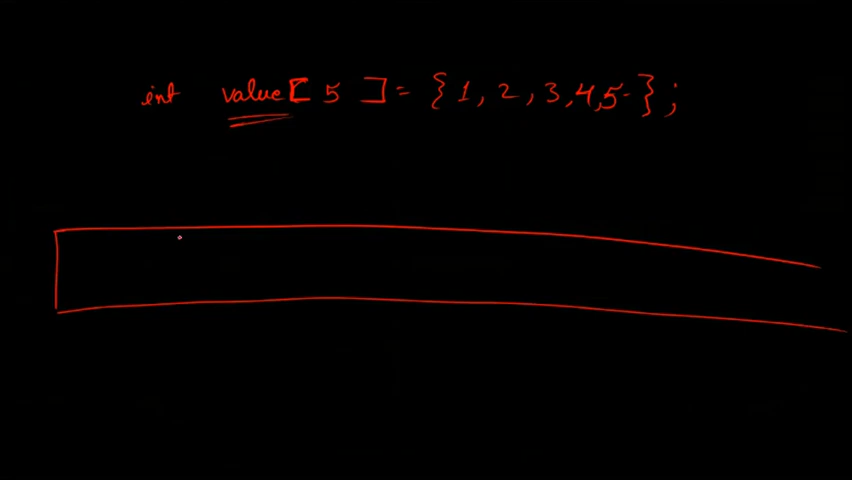 int value[ 5 ] = { 1, 2, 3, 4, 5 };